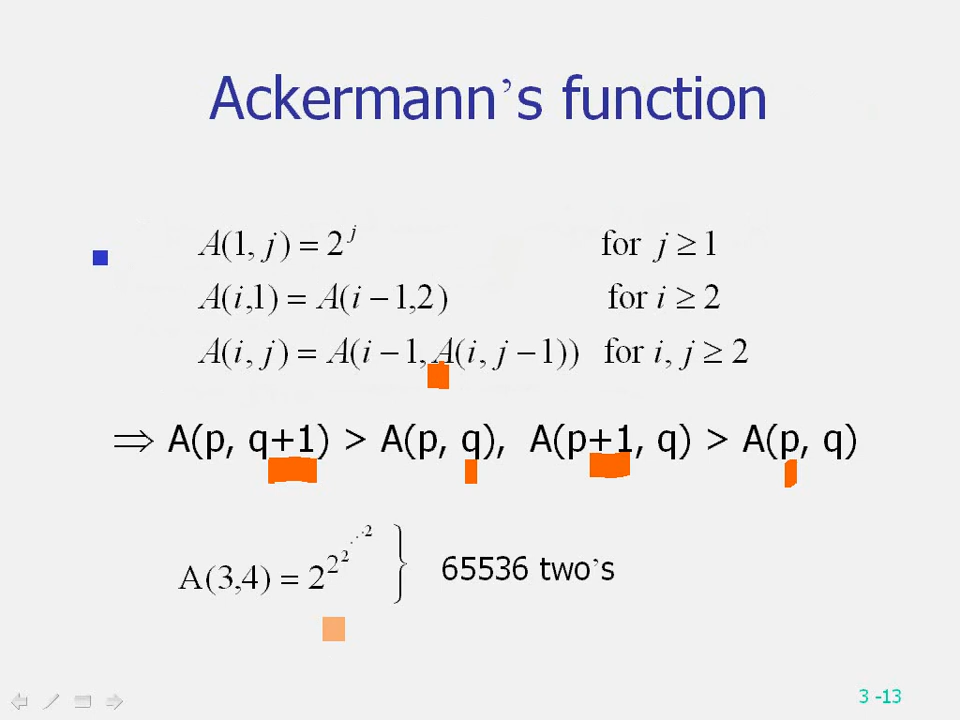 Ackermann’s function
A(1, j) = 2^j for j ≥ 1
A(i,1) = A(i−1,2) for i ≥ 2
A(i, j) = A(i−1, A(i, j−1)) for i, j ≥ 2
⇒ A(p, q+1) > A(p, q), A(p+1, q) > A(p, q)
A(3,4) = 2^2^2^⋯^2 } 65536 two’s
3 -13